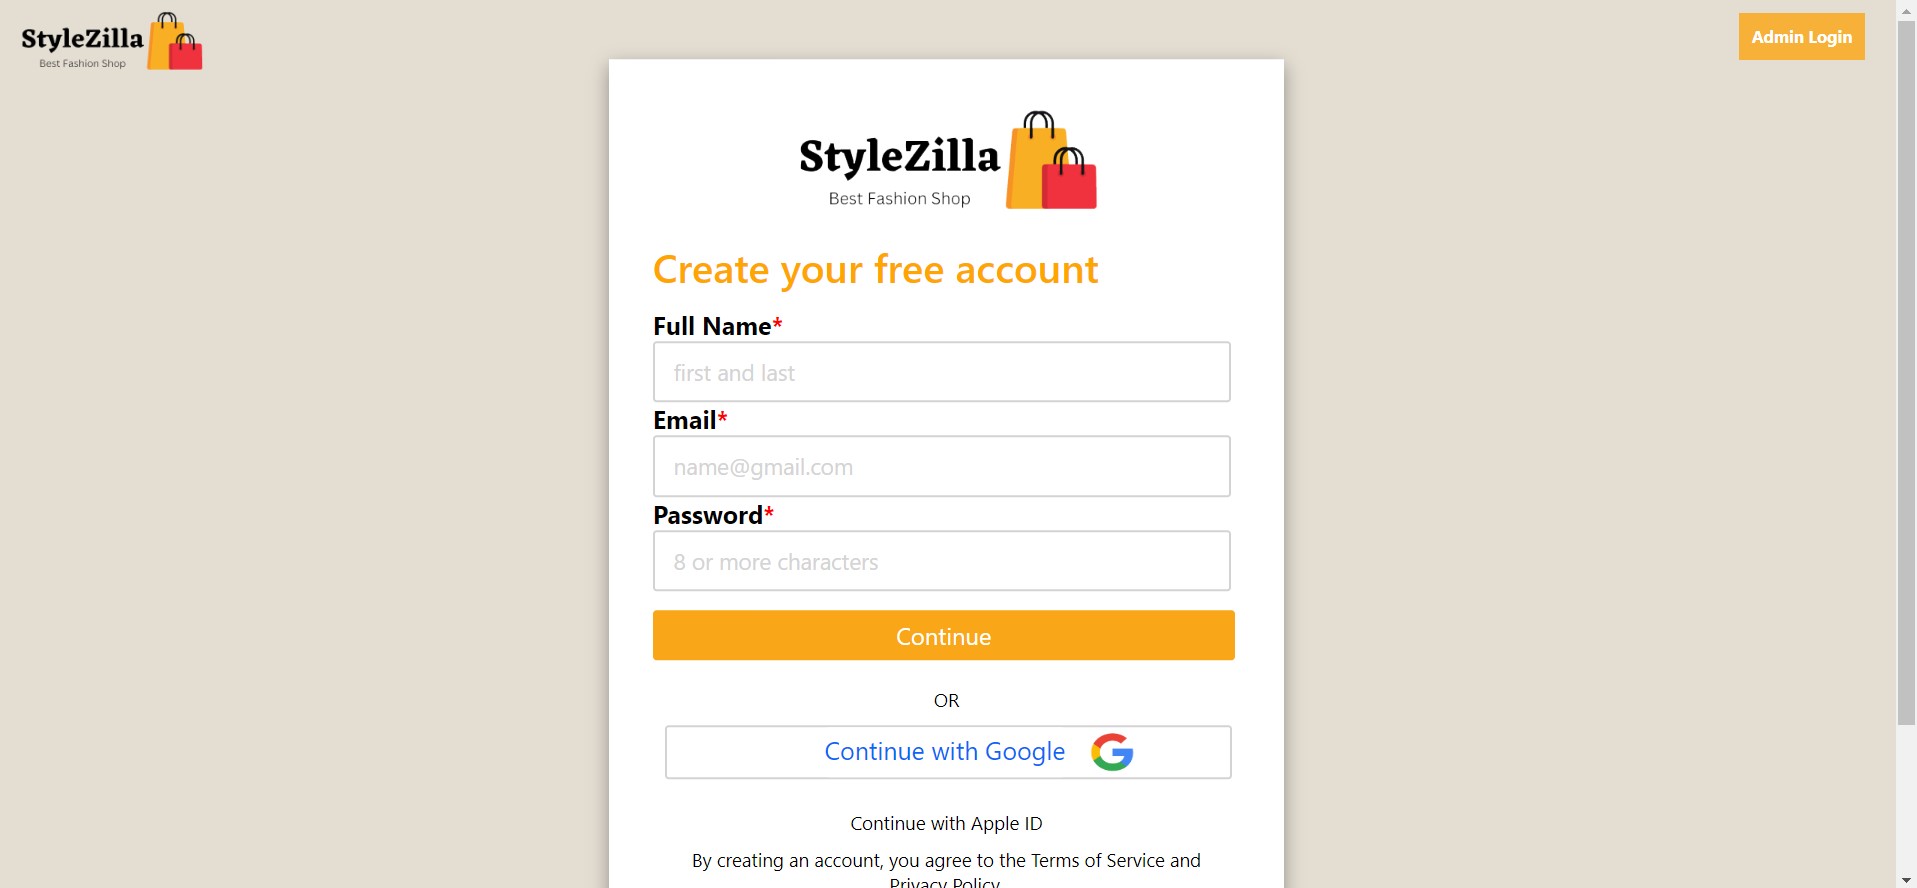 StyleZilla
Best Fashion Shop
Admin Login
StyleZilla
Best Fashion Shop
Create your free account
Full Name*
first and last
Email*
name@gmail.com
Password*
8 or more characters
Continue
OR
Continue with Google
Continue with Apple ID
By creating an account, you agree to the Terms of Service and
Privacy Policy